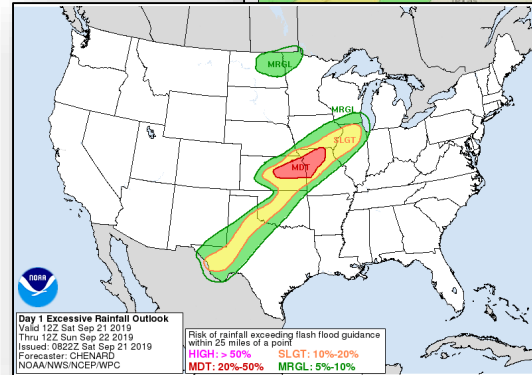 MRGL
MRGL
SLGT
MDT
NOAA
Day 1 Excessive Rainfall Outlook
Valid 12Z Sat Sep 21 2019
Thru 12Z Sun Sep 22 2019
Issued: 0822Z Sat Sep 21 2019
Forecaster: CHENARD
NOAA/NWS/NCEP/WPC
Risk of rainfall exceeding flash flood guidance
within 25 miles of a point
HIGH: > 50% SLGT: 10%-20%
MDT: 20%-50% MRGL: 5%-10%